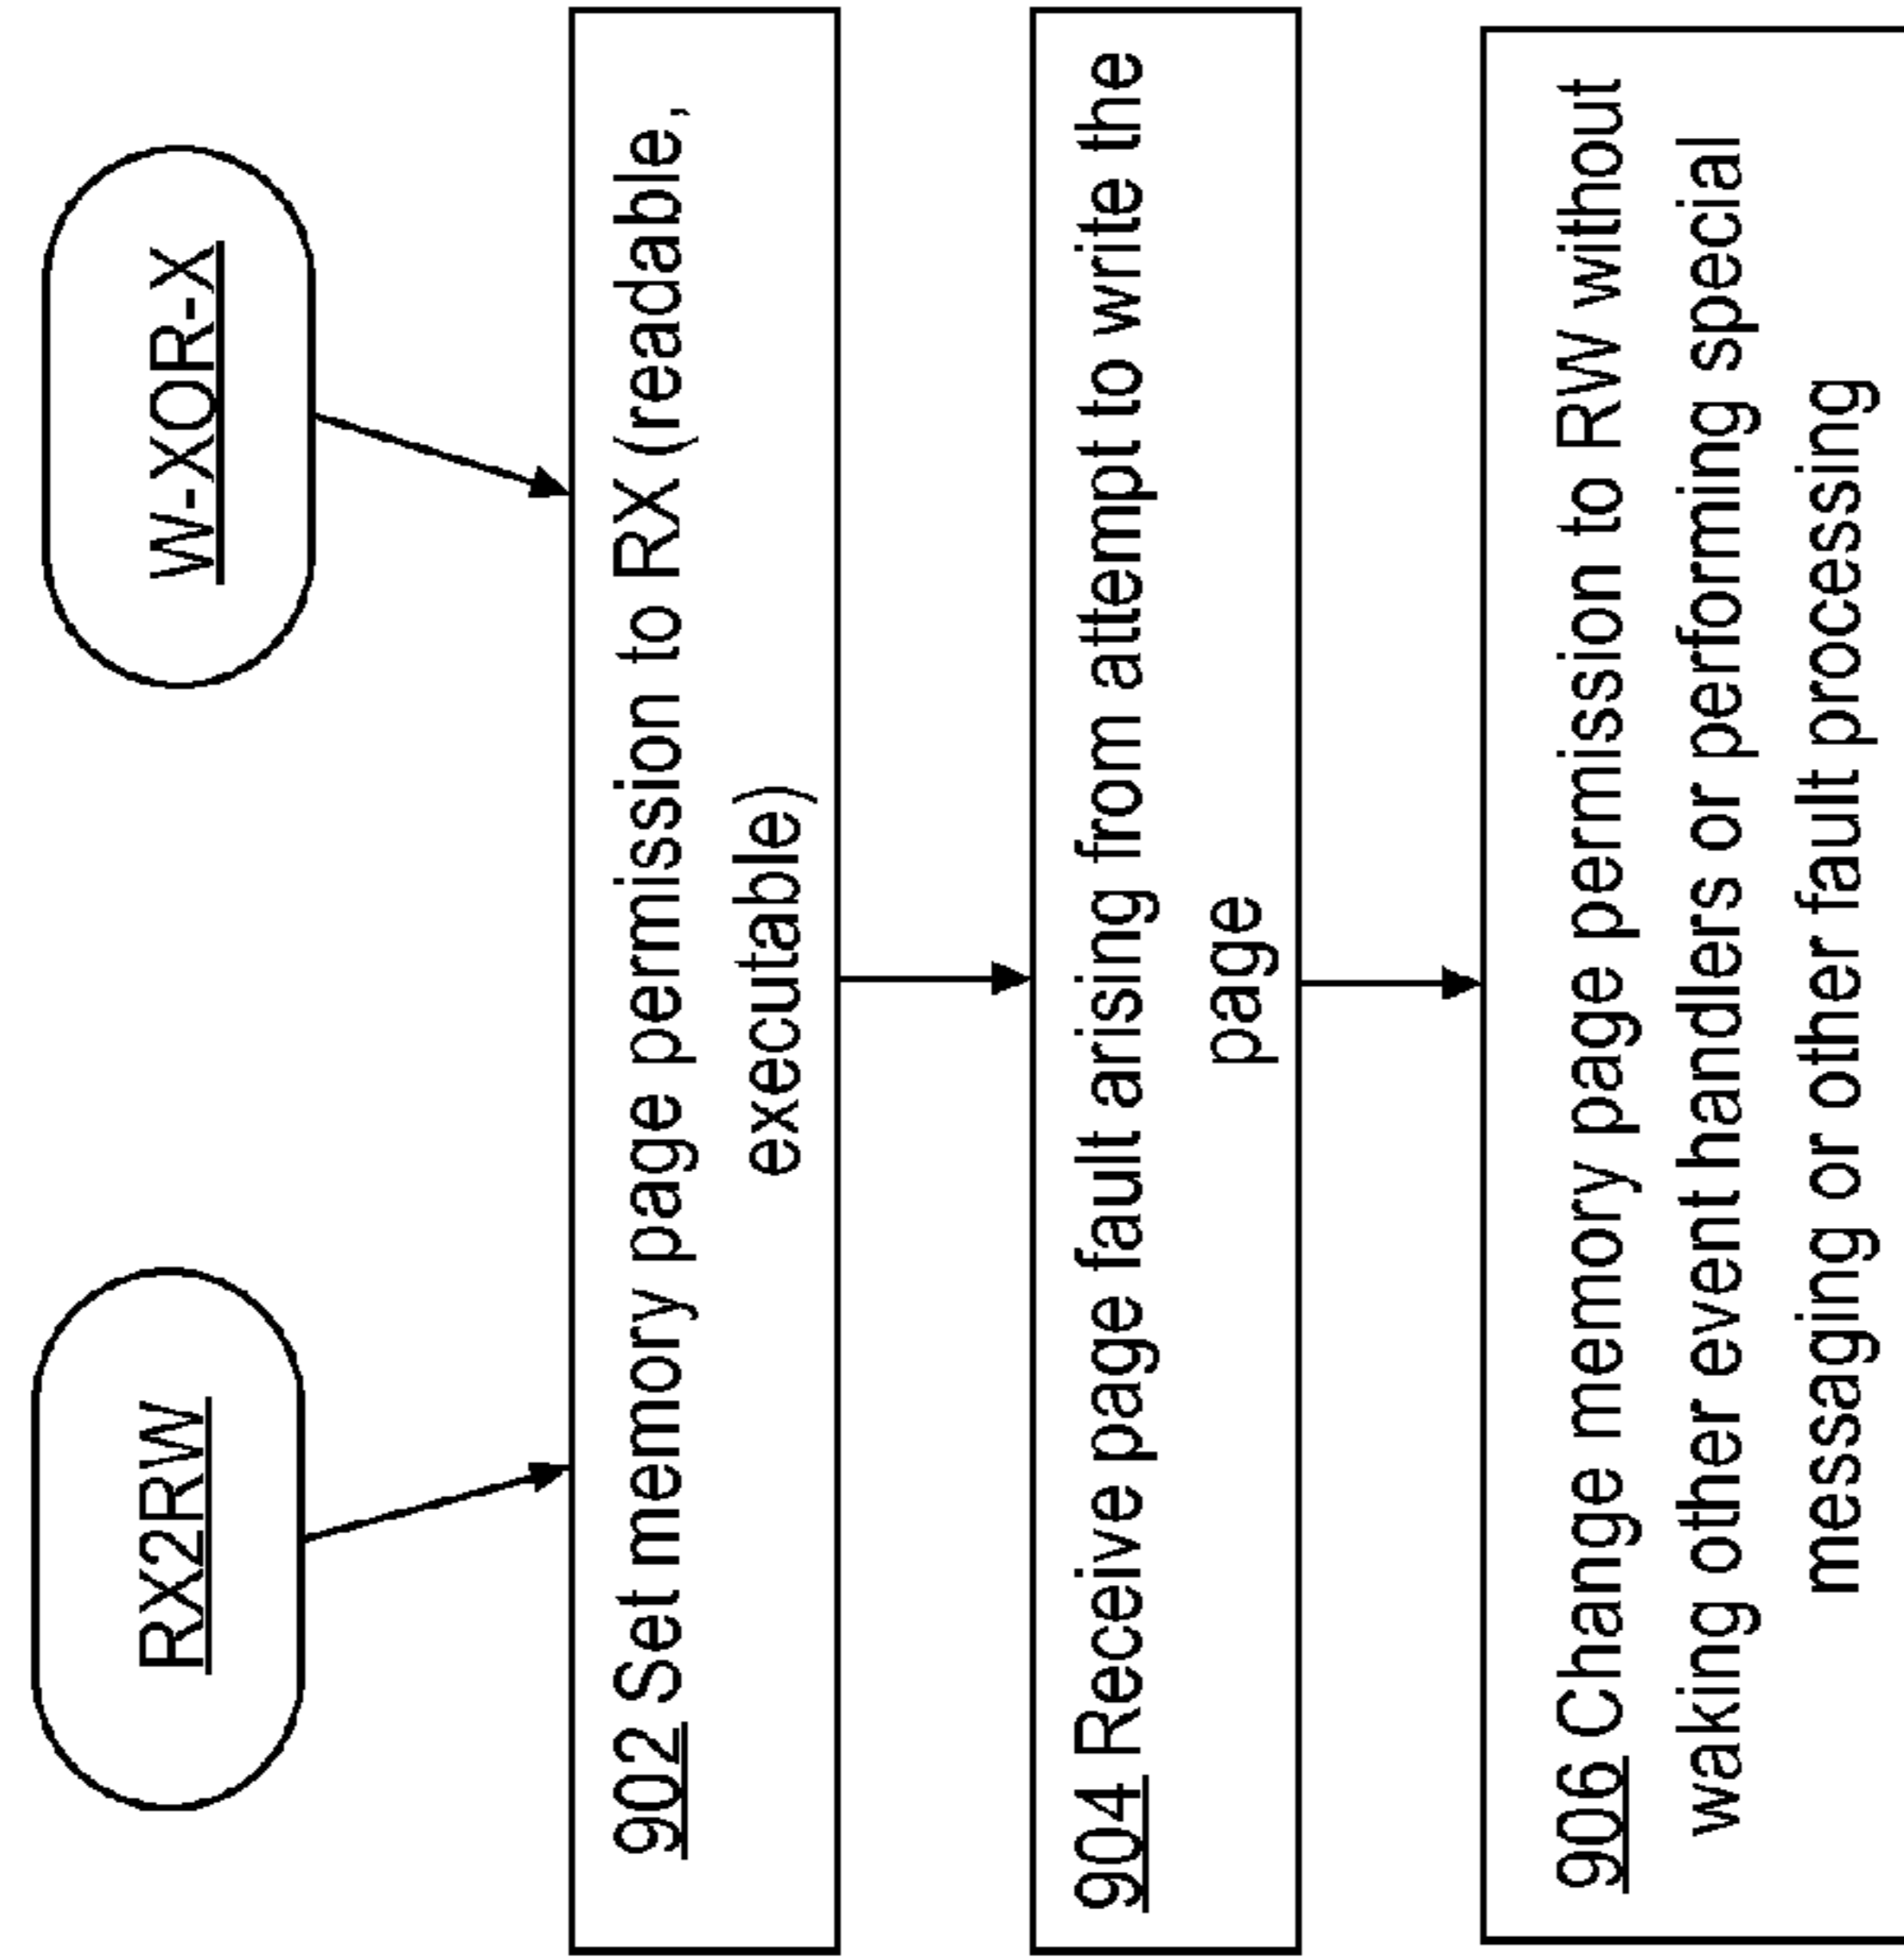 RX2RW
W-XOR-X
902 Set memory page permission to RX (readable,
executable)
904 Receive page fault arising from attempt to write the
page
906 Change memory page permission to RW without
waking other event handlers or performing special
messaging or other fault processing